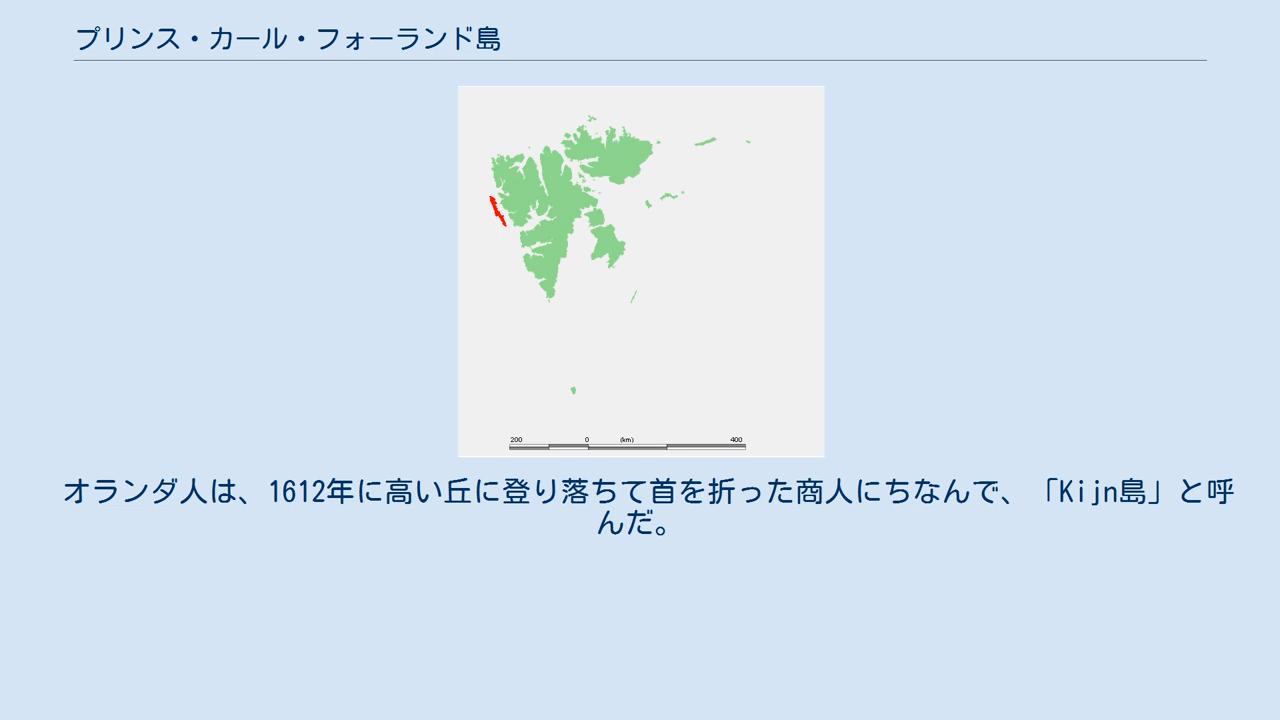 プリンス・カール・フォーランド島
200 0 (km) 400
オランダ人は、1612年に高い丘に登り落ちて首を折った商人にちなんで、「Kijn島」と呼
んだ。